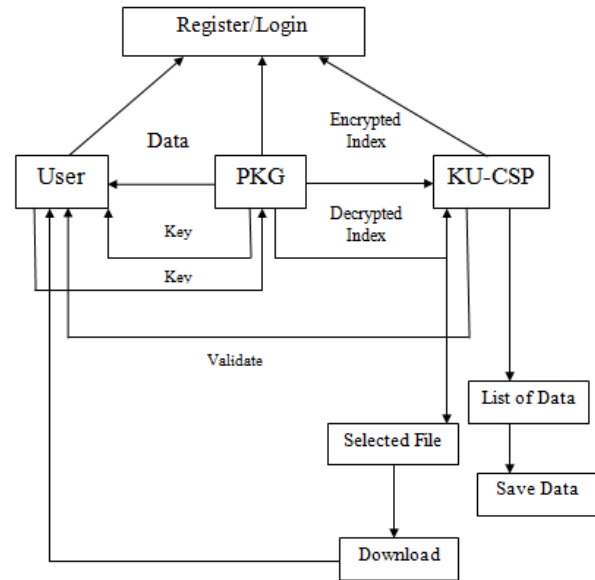 Register/Login
Encrypted
Index
Data
User
PKG
KU-CSP
Decrypted
Index
Key
Key
Validate
List of Data
Selected File
Save Data
Download